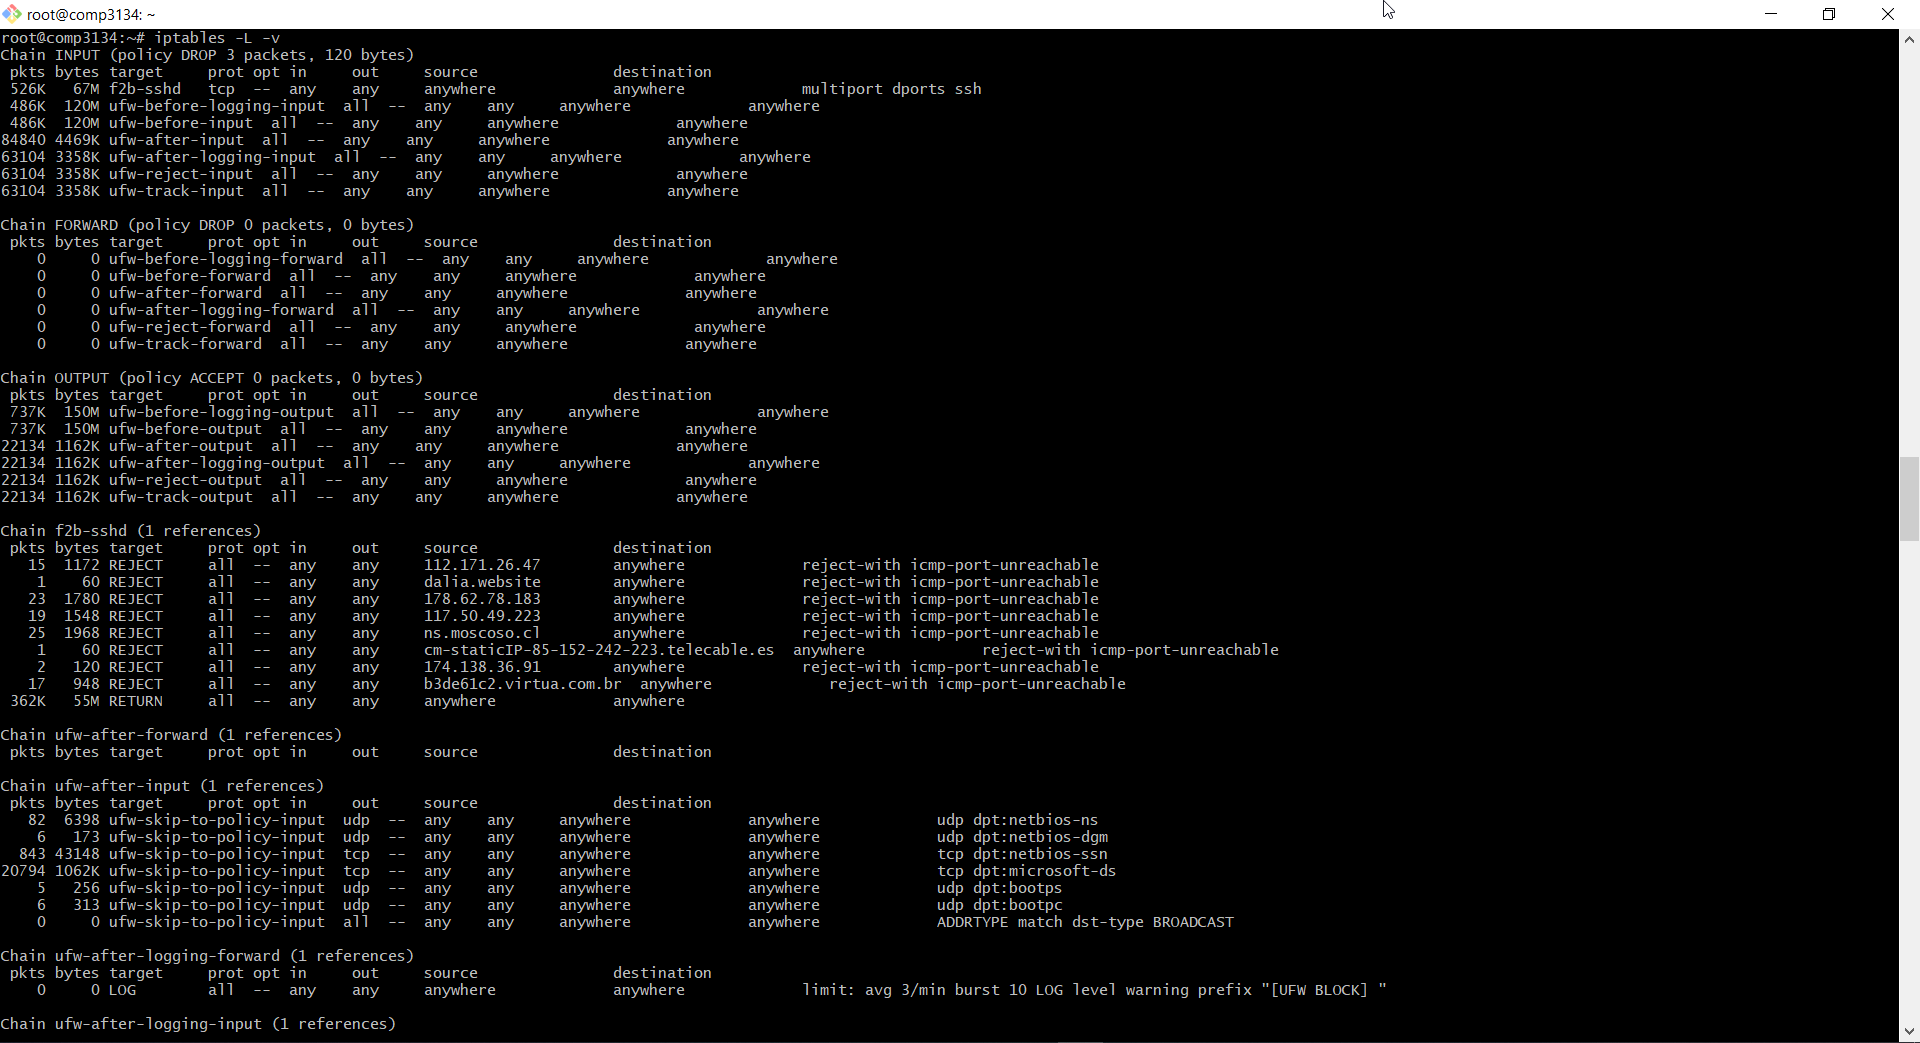 root@comp3134: ~
root@comp3134:~# iptables -L -v
Chain INPUT (policy DROP 3 packets, 120 bytes)
 pkts bytes target     prot opt in     out     source               destination
 526K   67M f2b-sshd   tcp  --  any    any     anywhere             anywhere             multiport dports ssh
 486K  120M ufw-before-logging-input  all  --  any    any     anywhere             anywhere
 486K  120M ufw-before-input  all  --  any    any     anywhere             anywhere
84840 4469K ufw-after-input  all  --  any    any     anywhere             anywhere
63104 3358K ufw-after-logging-input  all  --  any    any     anywhere             anywhere
63104 3358K ufw-reject-input  all  --  any    any     anywhere             anywhere
63104 3358K ufw-track-input  all  --  any    any     anywhere             anywhere
Chain FORWARD (policy DROP 0 packets, 0 bytes)
 pkts bytes target     prot opt in     out     source               destination
    0     0 ufw-before-logging-forward  all  --  any    any     anywhere             anywhere
    0     0 ufw-before-forward  all  --  any    any     anywhere             anywhere
    0     0 ufw-after-forward  all  --  any    any     anywhere             anywhere
    0     0 ufw-after-logging-forward  all  --  any    any     anywhere             anywhere
    0     0 ufw-reject-forward  all  --  any    any     anywhere             anywhere
    0     0 ufw-track-forward  all  --  any    any     anywhere             anywhere
Chain OUTPUT (policy ACCEPT 0 packets, 0 bytes)
 pkts bytes target     prot opt in     out     source               destination
 737K  150M ufw-before-logging-output  all  --  any    any     anywhere             anywhere
 737K  150M ufw-before-output  all  --  any    any     anywhere             anywhere
22134 1162K ufw-after-output  all  --  any    any     anywhere             anywhere
22134 1162K ufw-after-logging-output  all  --  any    any     anywhere             anywhere
22134 1162K ufw-reject-output  all  --  any    any     anywhere             anywhere
22134 1162K ufw-track-output  all  --  any    any     anywhere             anywhere
Chain f2b-sshd (1 references)
 pkts bytes target     prot opt in     out     source               destination
   15  1172 REJECT     all  --  any    any     112.171.26.47        anywhere             reject-with icmp-port-unreachable
    1    60 REJECT     all  --  any    any     dalia.website        anywhere             reject-with icmp-port-unreachable
   23  1780 REJECT     all  --  any    any     178.62.78.183        anywhere             reject-with icmp-port-unreachable
   19  1548 REJECT     all  --  any    any     117.50.49.223        anywhere             reject-with icmp-port-unreachable
   25  1968 REJECT     all  --  any    any     ns.moscoso.cl        anywhere             reject-with icmp-port-unreachable
    1    60 REJECT     all  --  any    any     cm-staticIP-85-152-242-223.telecable.es  anywhere             reject-with icmp-port-unreachable
    2   120 REJECT     all  --  any    any     174.138.36.91        anywhere             reject-with icmp-port-unreachable
   17   948 REJECT     all  --  any    any     b3de61c2.virtua.com.br  anywhere             reject-with icmp-port-unreachable
 362K   55M RETURN     all  --  any    any     anywhere             anywhere
Chain ufw-after-forward (1 references)
 pkts bytes target     prot opt in     out     source               destination
Chain ufw-after-input (1 references)
 pkts bytes target     prot opt in     out     source               destination
   82  6398 ufw-skip-to-policy-input  udp  --  any    any     anywhere             anywhere             udp dpt:netbios-ns
    6   173 ufw-skip-to-policy-input  udp  --  any    any     anywhere             anywhere             udp dpt:netbios-dgm
  843 43148 ufw-skip-to-policy-input  tcp  --  any    any     anywhere             anywhere             tcp dpt:netbios-ssn
20794 1062K ufw-skip-to-policy-input  tcp  --  any    any     anywhere             anywhere             tcp dpt:microsoft-ds
    5   256 ufw-skip-to-policy-input  udp  --  any    any     anywhere             anywhere             udp dpt:bootps
    6   313 ufw-skip-to-policy-input  udp  --  any    any     anywhere             anywhere             udp dpt:bootpc
    0     0 ufw-skip-to-policy-input  all  --  any    any     anywhere             anywhere             ADDRTYPE match dst-type BROADCAST
Chain ufw-after-logging-forward (1 references)
 pkts bytes target     prot opt in     out     source               destination
    0     0 LOG        all  --  any    any     anywhere             anywhere             limit: avg 3/min burst 10 LOG level warning prefix "[UFW BLOCK] "
Chain ufw-after-logging-input (1 references)